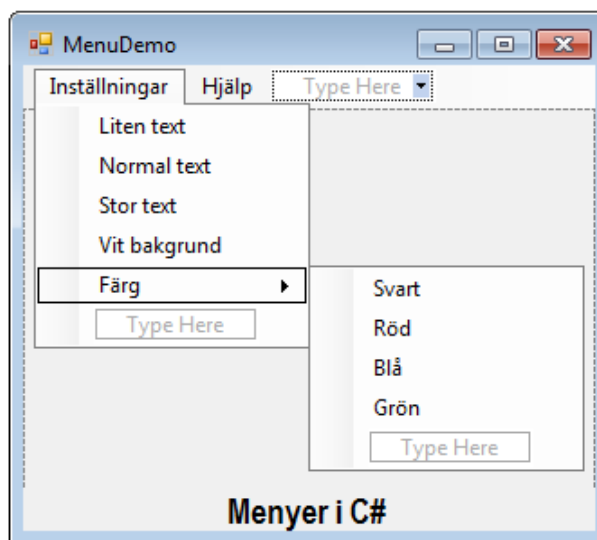 MenuDemo
Inställningar Hjälp Type Here
Liten text
Normal text
Stor text
Vit bakgrund
Färg
Type Here
Svart
Röd
Blå
Grön
Type Here
Menyer i C#